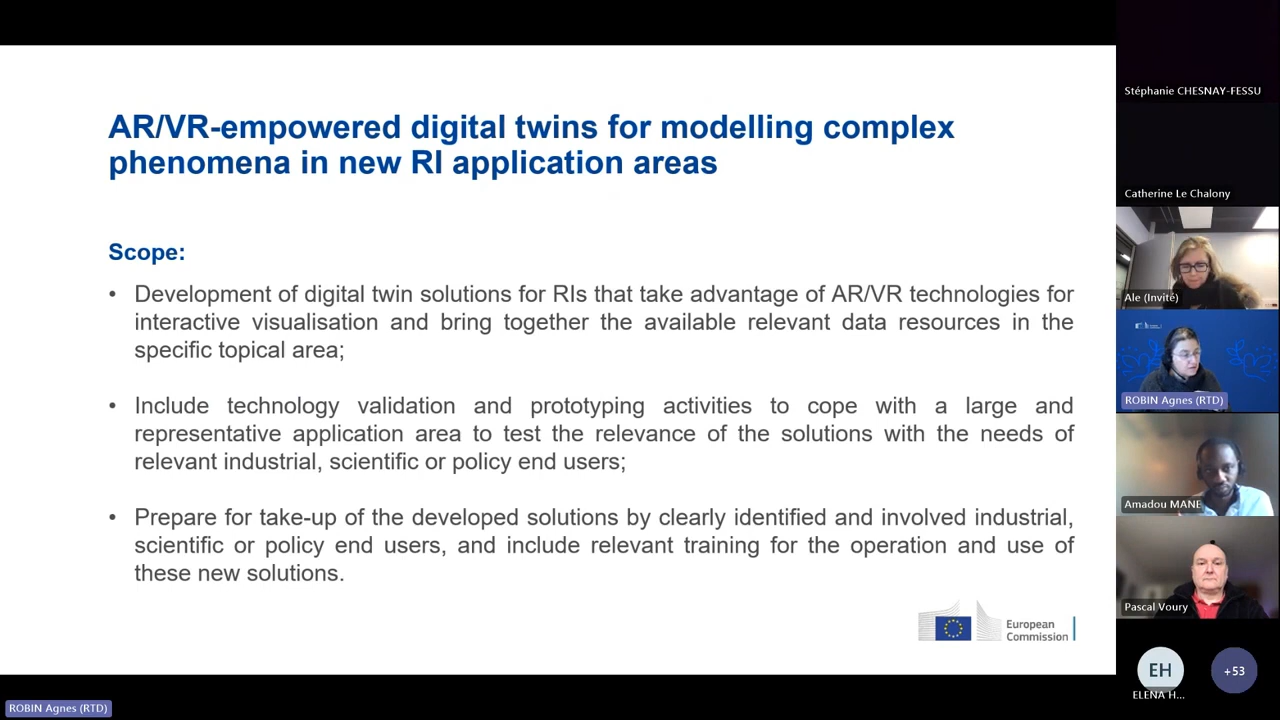 AR/VR-empowered digital twins for modelling complex
phenomena in new RI application areas
Scope:
• Development of digital twin solutions for RIs that take advantage of AR/VR technologies for
interactive visualisation and bring together the available relevant data resources in the
specific topical area;
• Include technology validation and prototyping activities to cope with a large and
representative application area to test the relevance of the solutions with the needs of
relevant industrial, scientific or policy end users;
• Prepare for take-up of the developed solutions by clearly identified and involved industrial,
scientific or policy end users, and include relevant training for the operation and use of
these new solutions.
European
Commission
Stéphanie CHESNAY-FESSU
Catherine Le Chalony
Ale (Invité)
ROBIN Agnes (RTD)
Amadou MANE
Pascal Voury
EH
ELENA H...
+53
ROBIN Agnes (RTD)